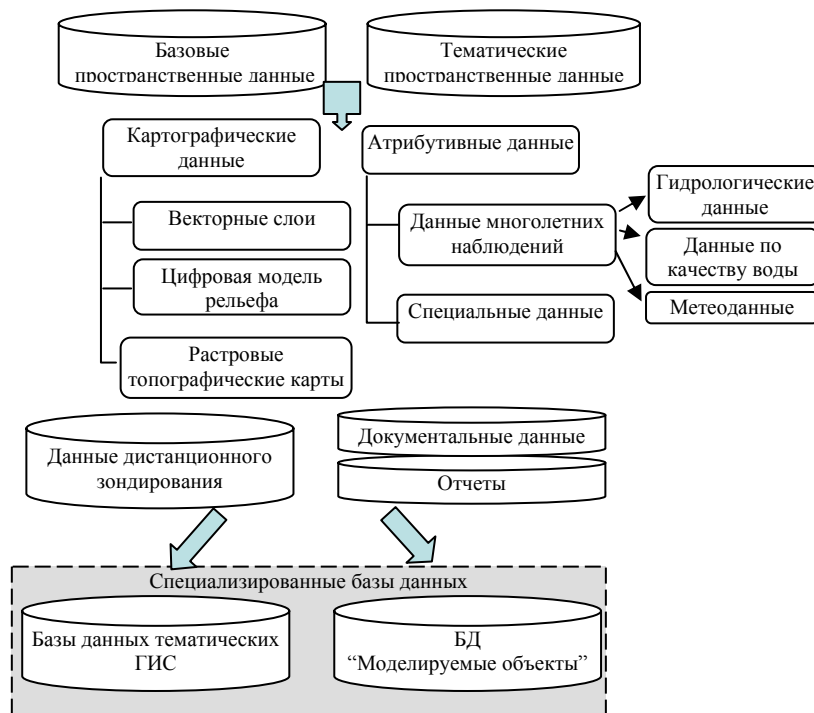 Базовые
пространственные данные
Тематические
пространственные данные
Картографические
данные
Атрибутивные данные
Гидрологические
данные
Векторные слои
Данные многолетних
наблюдений
Данные по
качеству воды
Цифровая модель
рельефа
Специальные данные
Метеоданные
Растровые
топографические карты
Данные дистанционного
зондирования
Документальные данные
Отчеты
Специализированные базы данных
Базы данных тематических
ГИС
БД
“Моделируемые объекты”